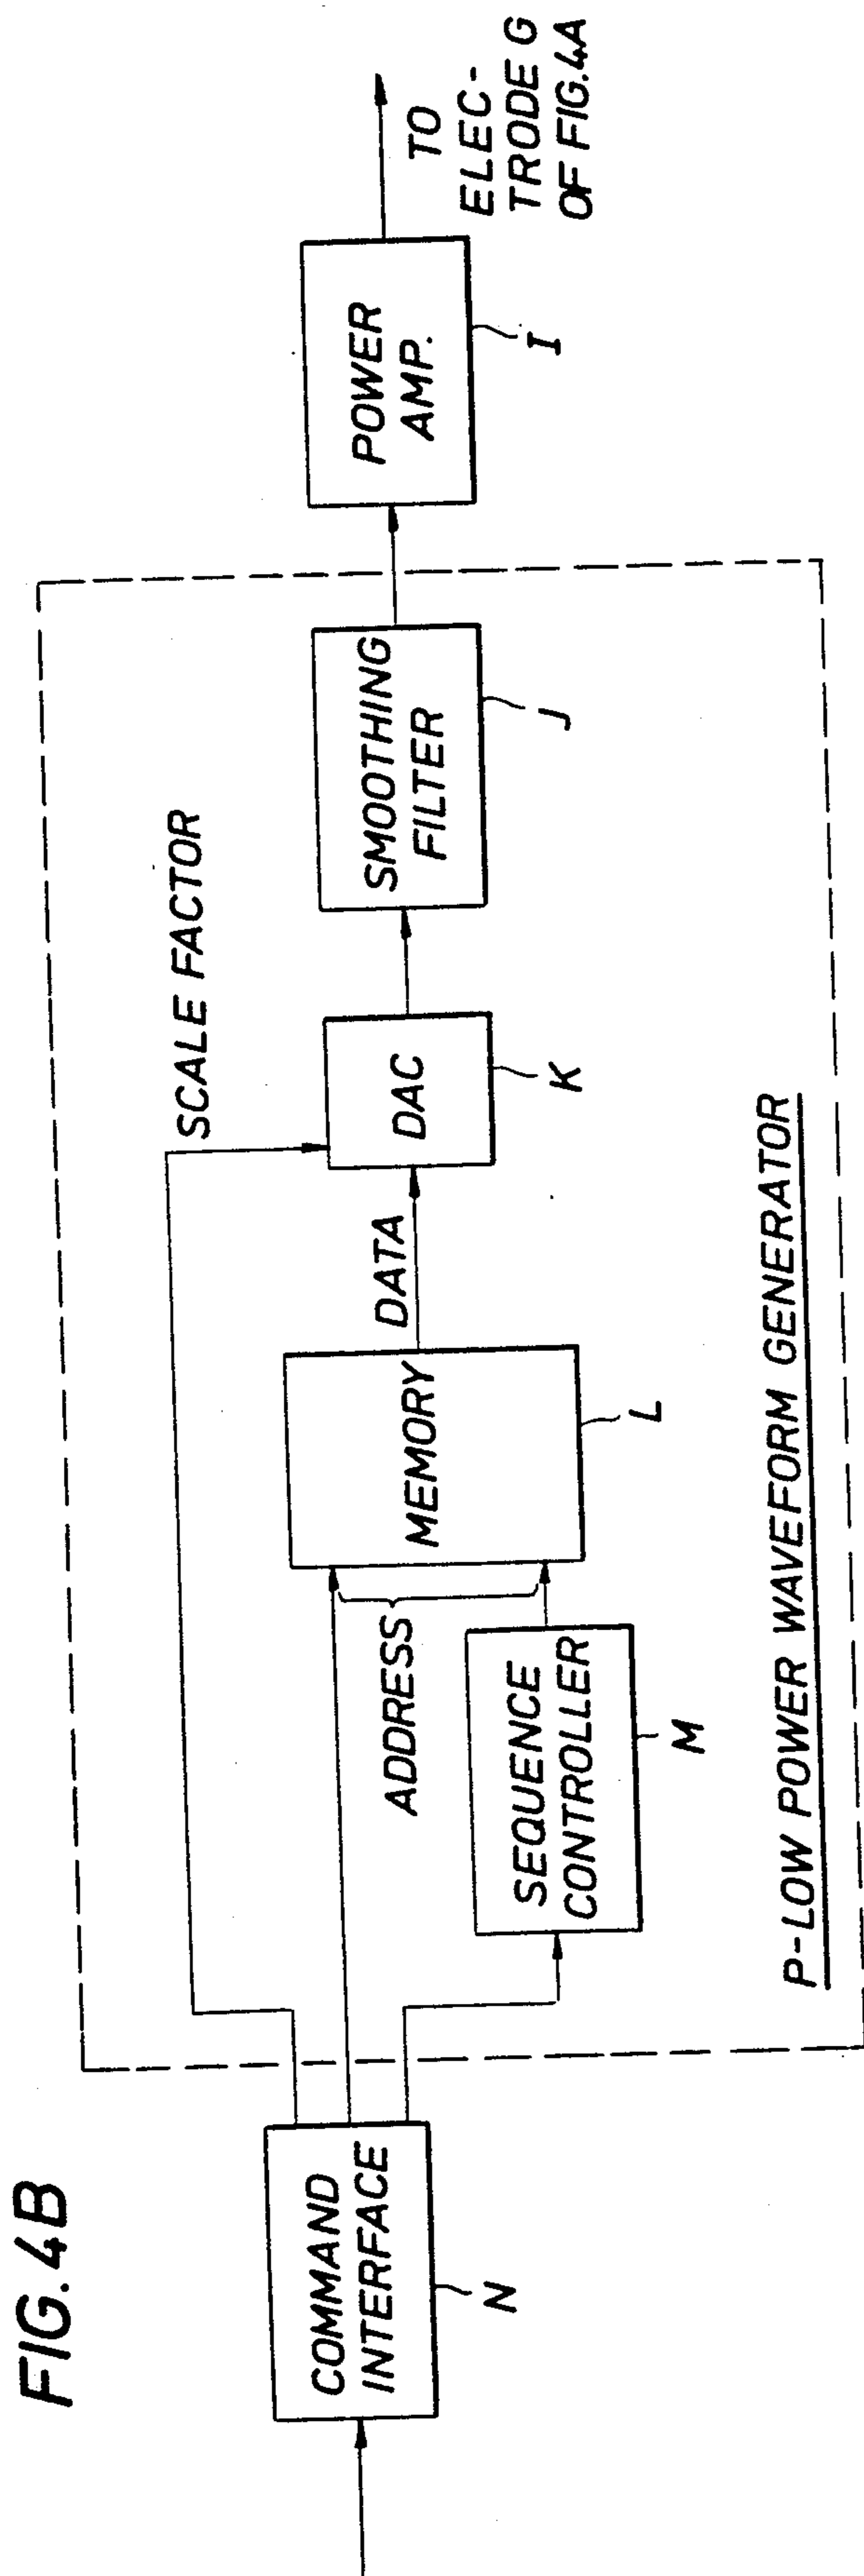 FIG. 4B
COMMAND
INTERFACE
N
SCALE FACTOR
ADDRESS
SEQUENCE
CONTROLLER
M
MEMORY
L
DATA
DAC
K
SMOOTHING
FILTER
J
P-LOW POWER WAVEFORM GENERATOR
POWER
AMP.
I
TO
ELEC-
TRODE G
OF FIG.4A